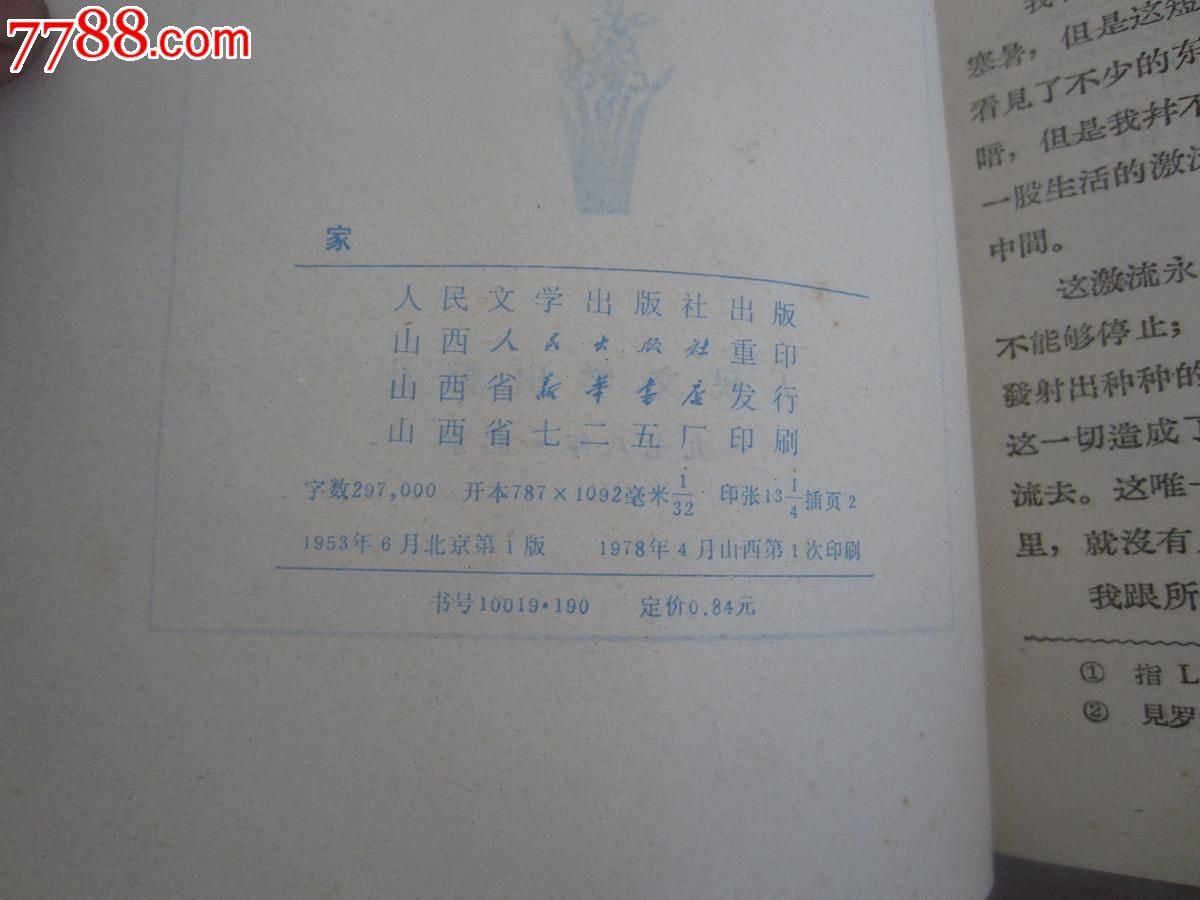 7788.com
家
人民文学出版社出版
山西人民出版社重印
山西省新华书店发行
山西省七二五厂印刷
字数297,000 开本787×1092毫米1/32 印张13 1/4 插页2
1953年6月北京第1版 1978年4月山西第1次印刷
书号10019·190 定价0.84元
寒暑，但是这短
看見了不少的东
暗，但是我幷不
一股生活的激流
中間。
这激流永
不能够停止；
發射出种种的
这一切造成了
流去。这唯一
里，就沒有
我跟所
① 指 L
② 見罗